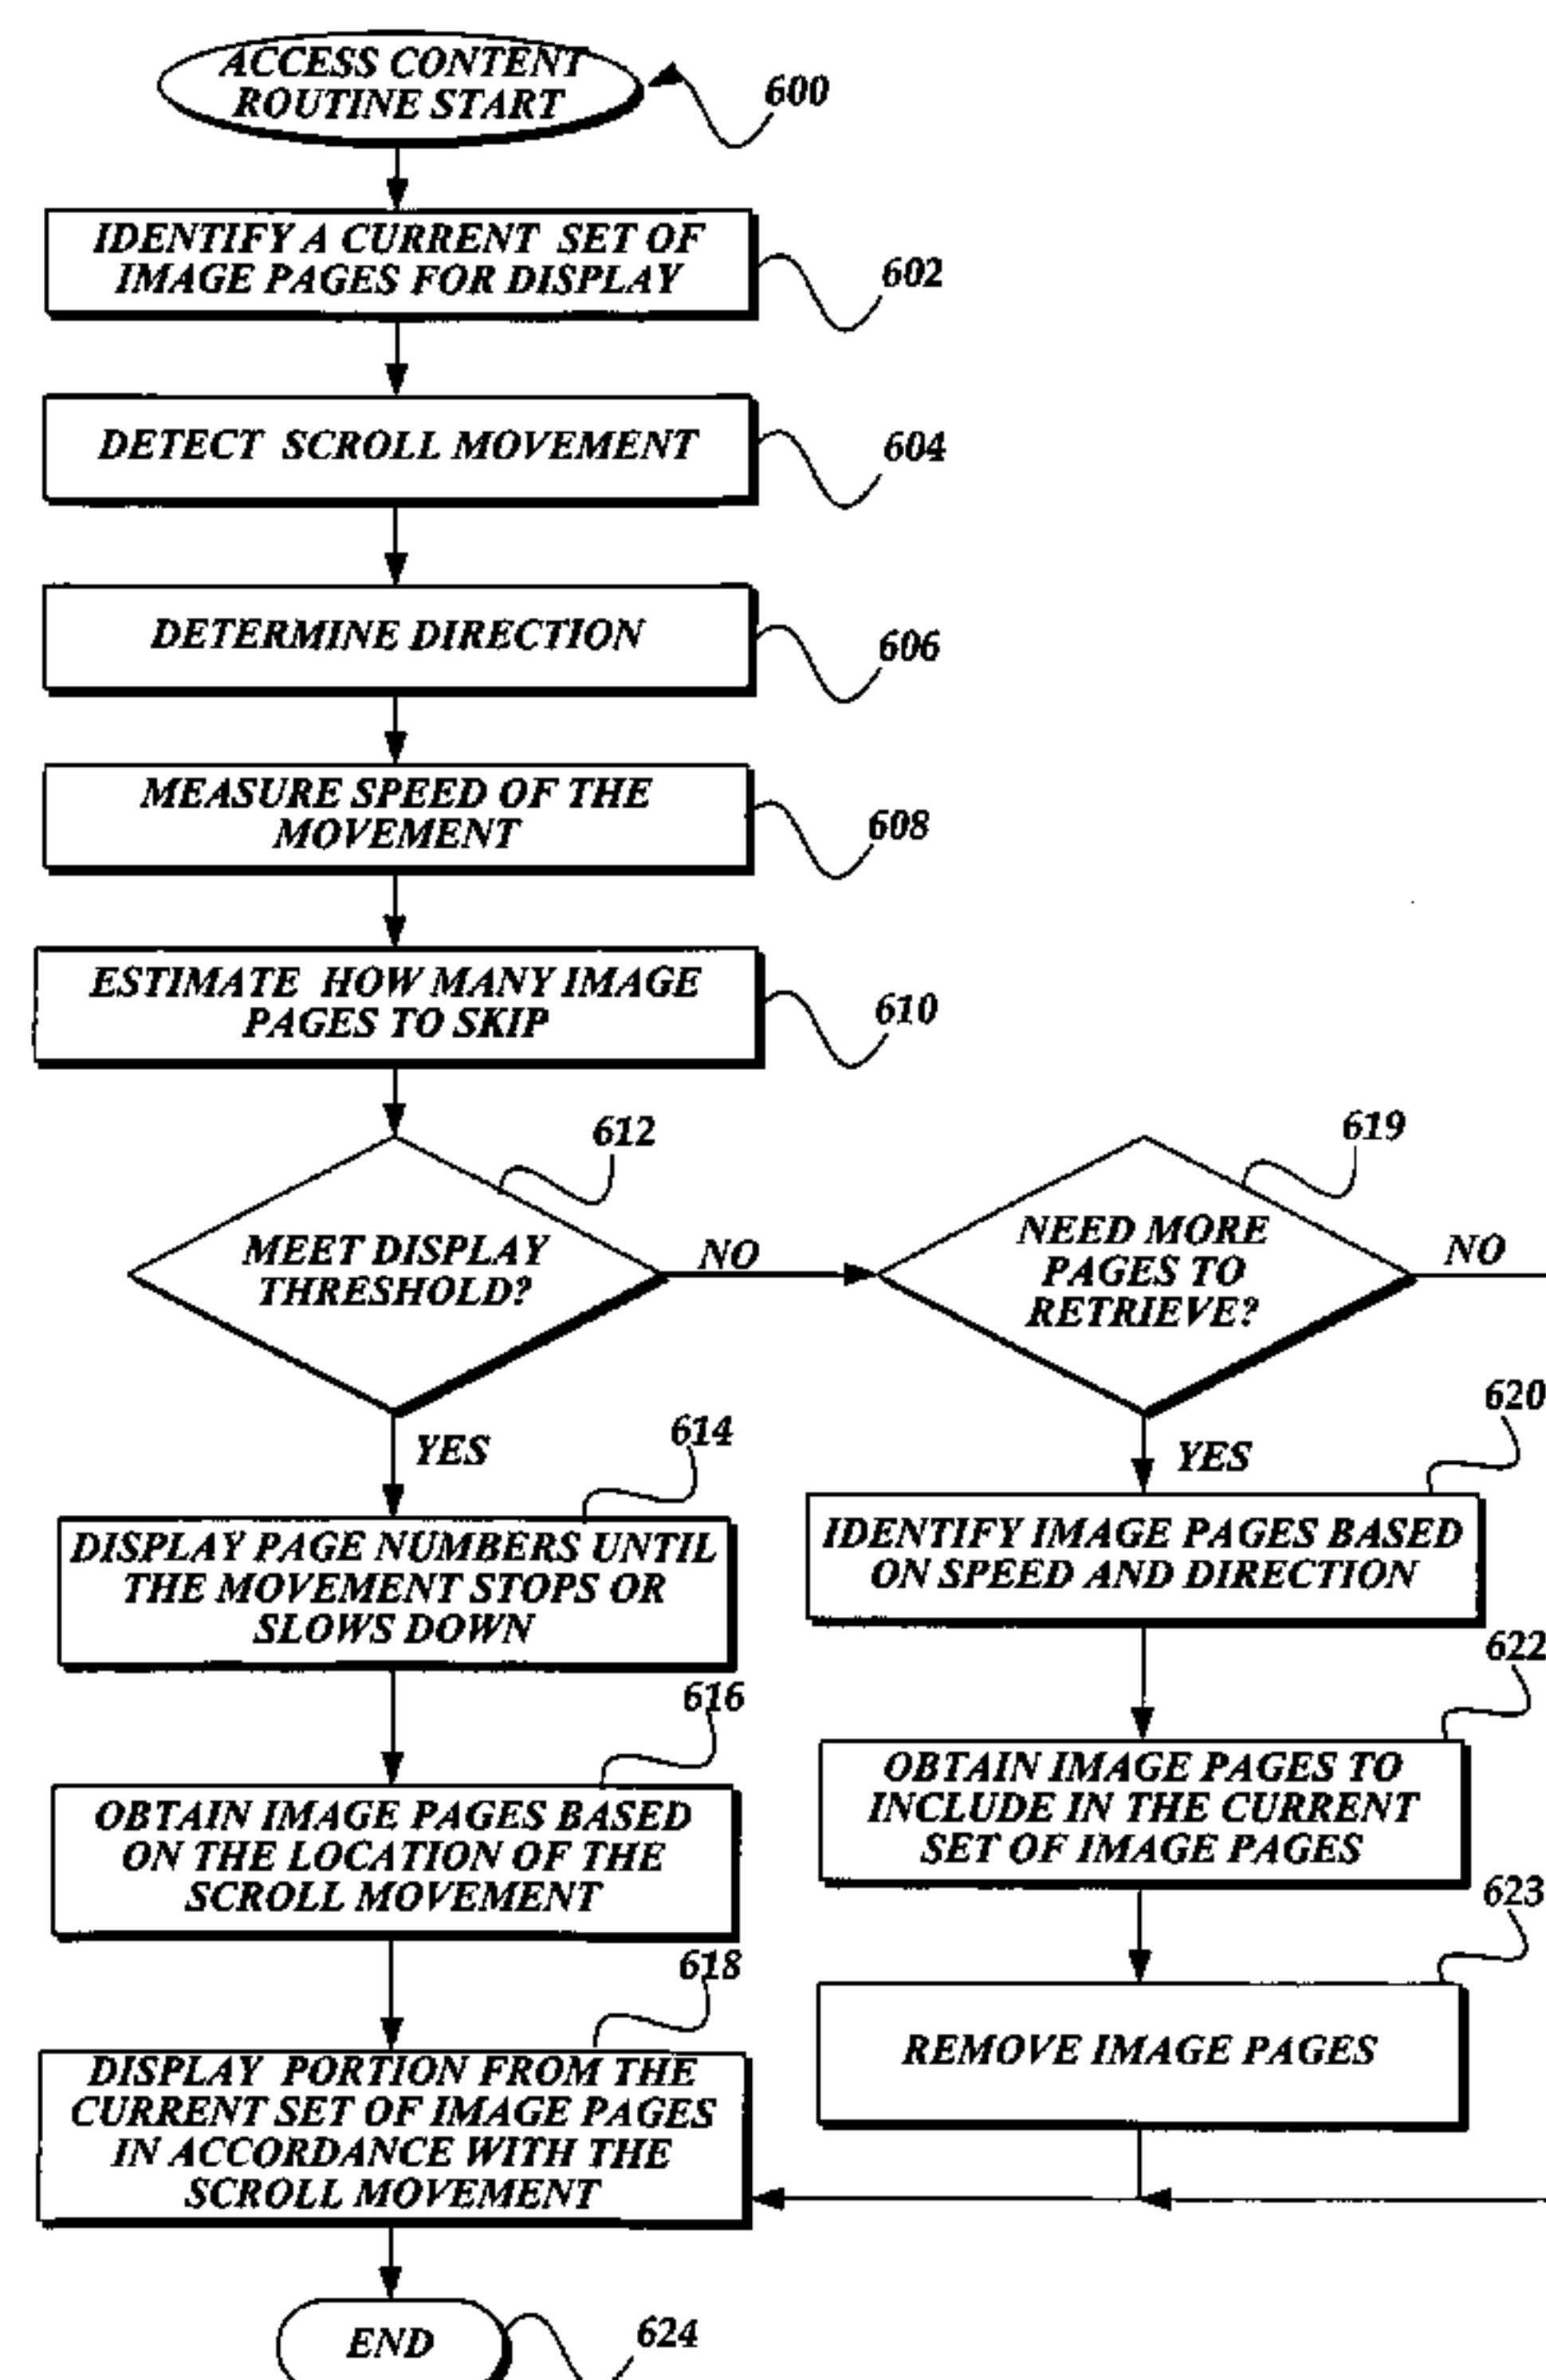 ACCESS CONTENT
ROUTINE START
600
IDENTIFY A CURRENT SET OF
IMAGE PAGES FOR DISPLAY
602
DETECT SCROLL MOVEMENT
604
DETERMINE DIRECTION
606
MEASURE SPEED OF THE
MOVEMENT
608
ESTIMATE HOW MANY IMAGE
PAGES TO SKIP
610
612
MEET DISPLAY
THRESHOLD?
NO
YES
619
NEED MORE
PAGES TO
RETRIEVE?
NO
YES
614
DISPLAY PAGE NUMBERS UNTIL
THE MOVEMENT STOPS OR
SLOWS DOWN
620
IDENTIFY IMAGE PAGES BASED
ON SPEED AND DIRECTION
616
OBTAIN IMAGE PAGES BASED
ON THE LOCATION OF THE
SCROLL MOVEMENT
622
OBTAIN IMAGE PAGES TO
INCLUDE IN THE CURRENT
SET OF IMAGE PAGES
618
DISPLAY PORTION FROM THE
CURRENT SET OF IMAGE PAGES
IN ACCORDANCE WITH THE
SCROLL MOVEMENT
623
REMOVE IMAGE PAGES
END
624